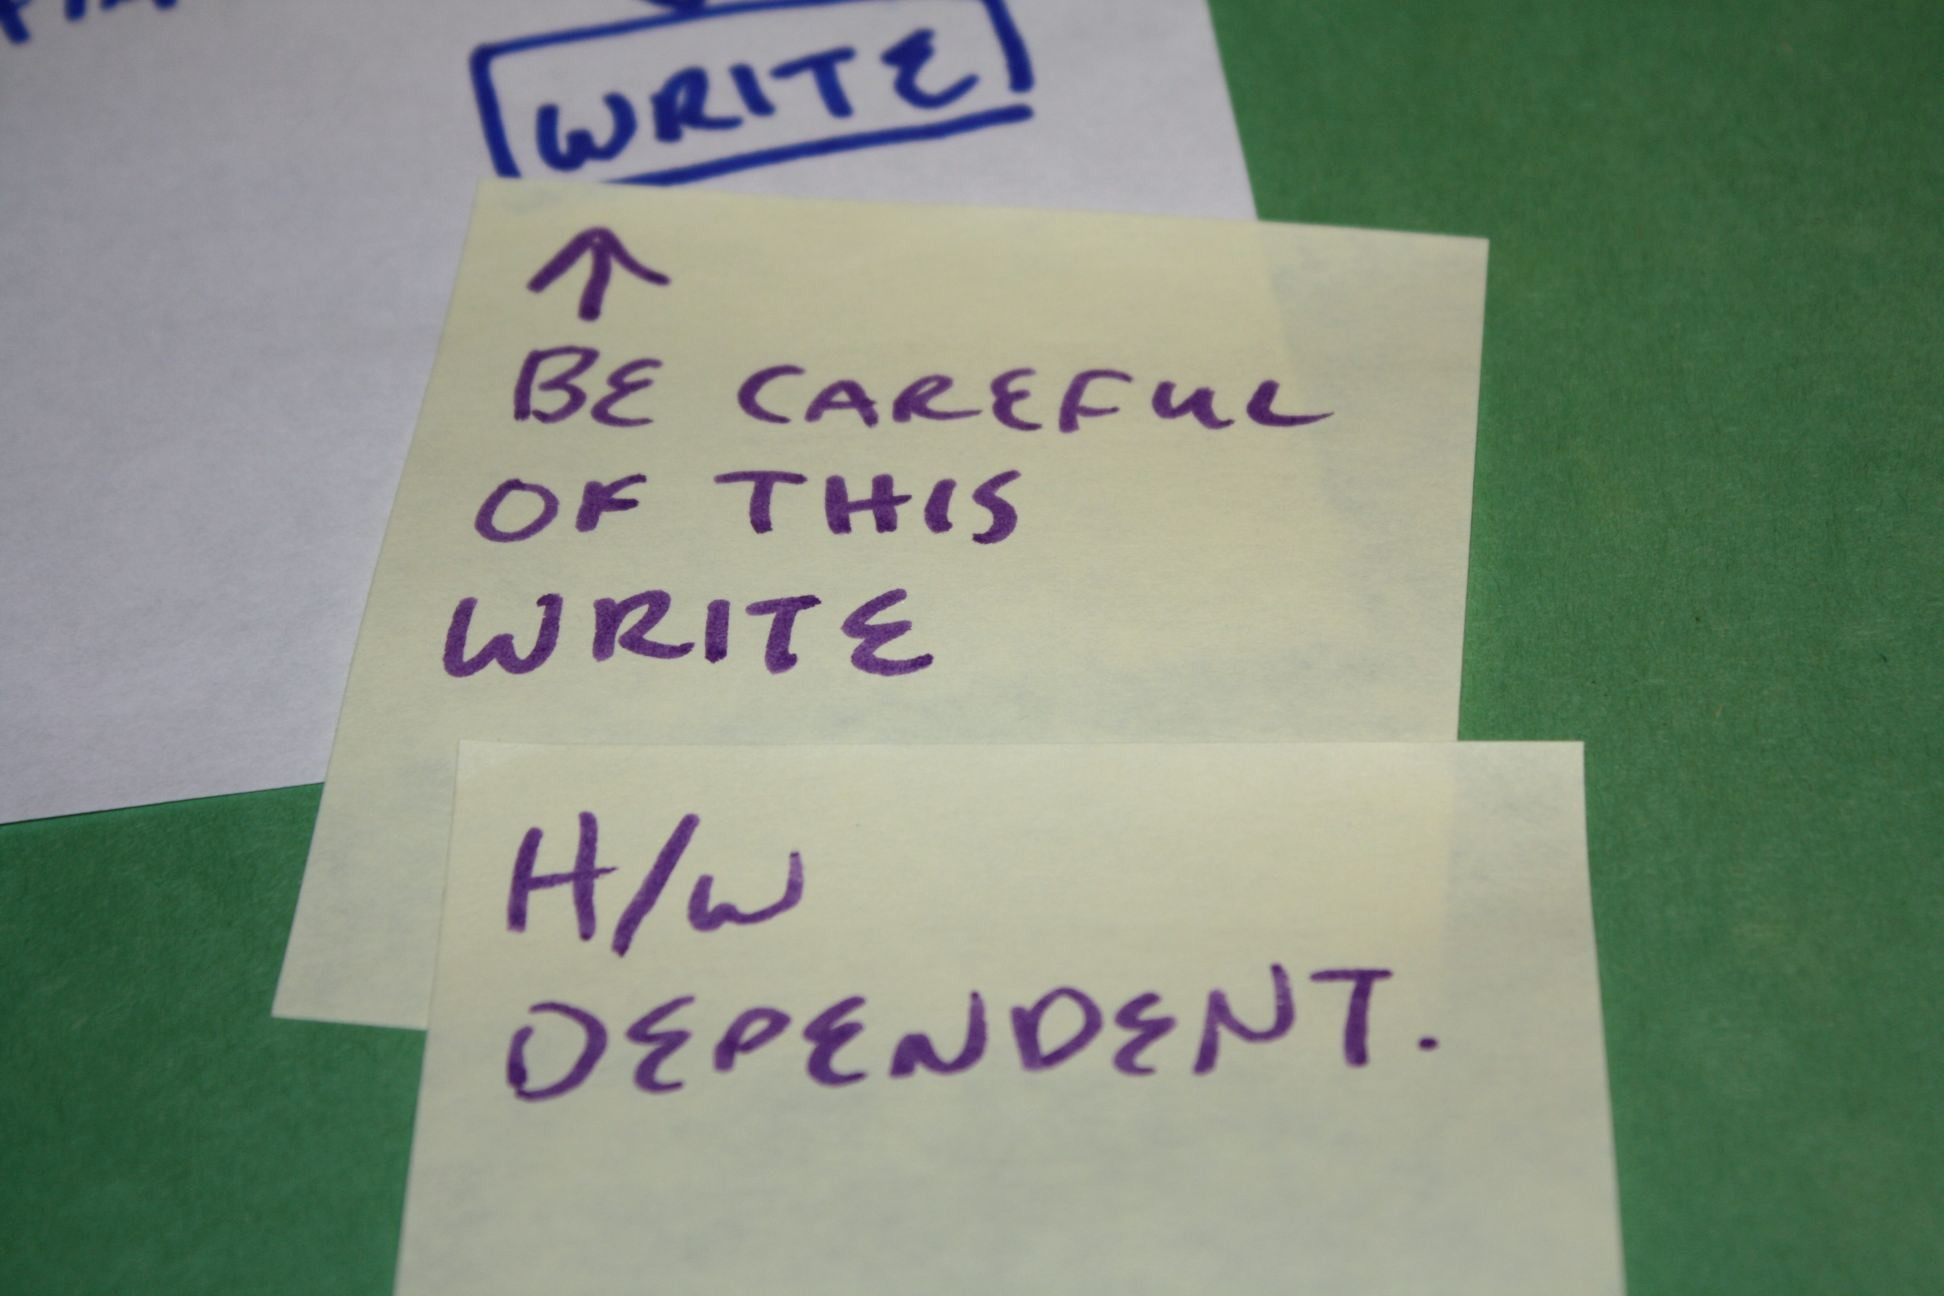 WRITE
↑
BE CAREFUL
OF THIS
WRITE
H/W
DEPENDENT.